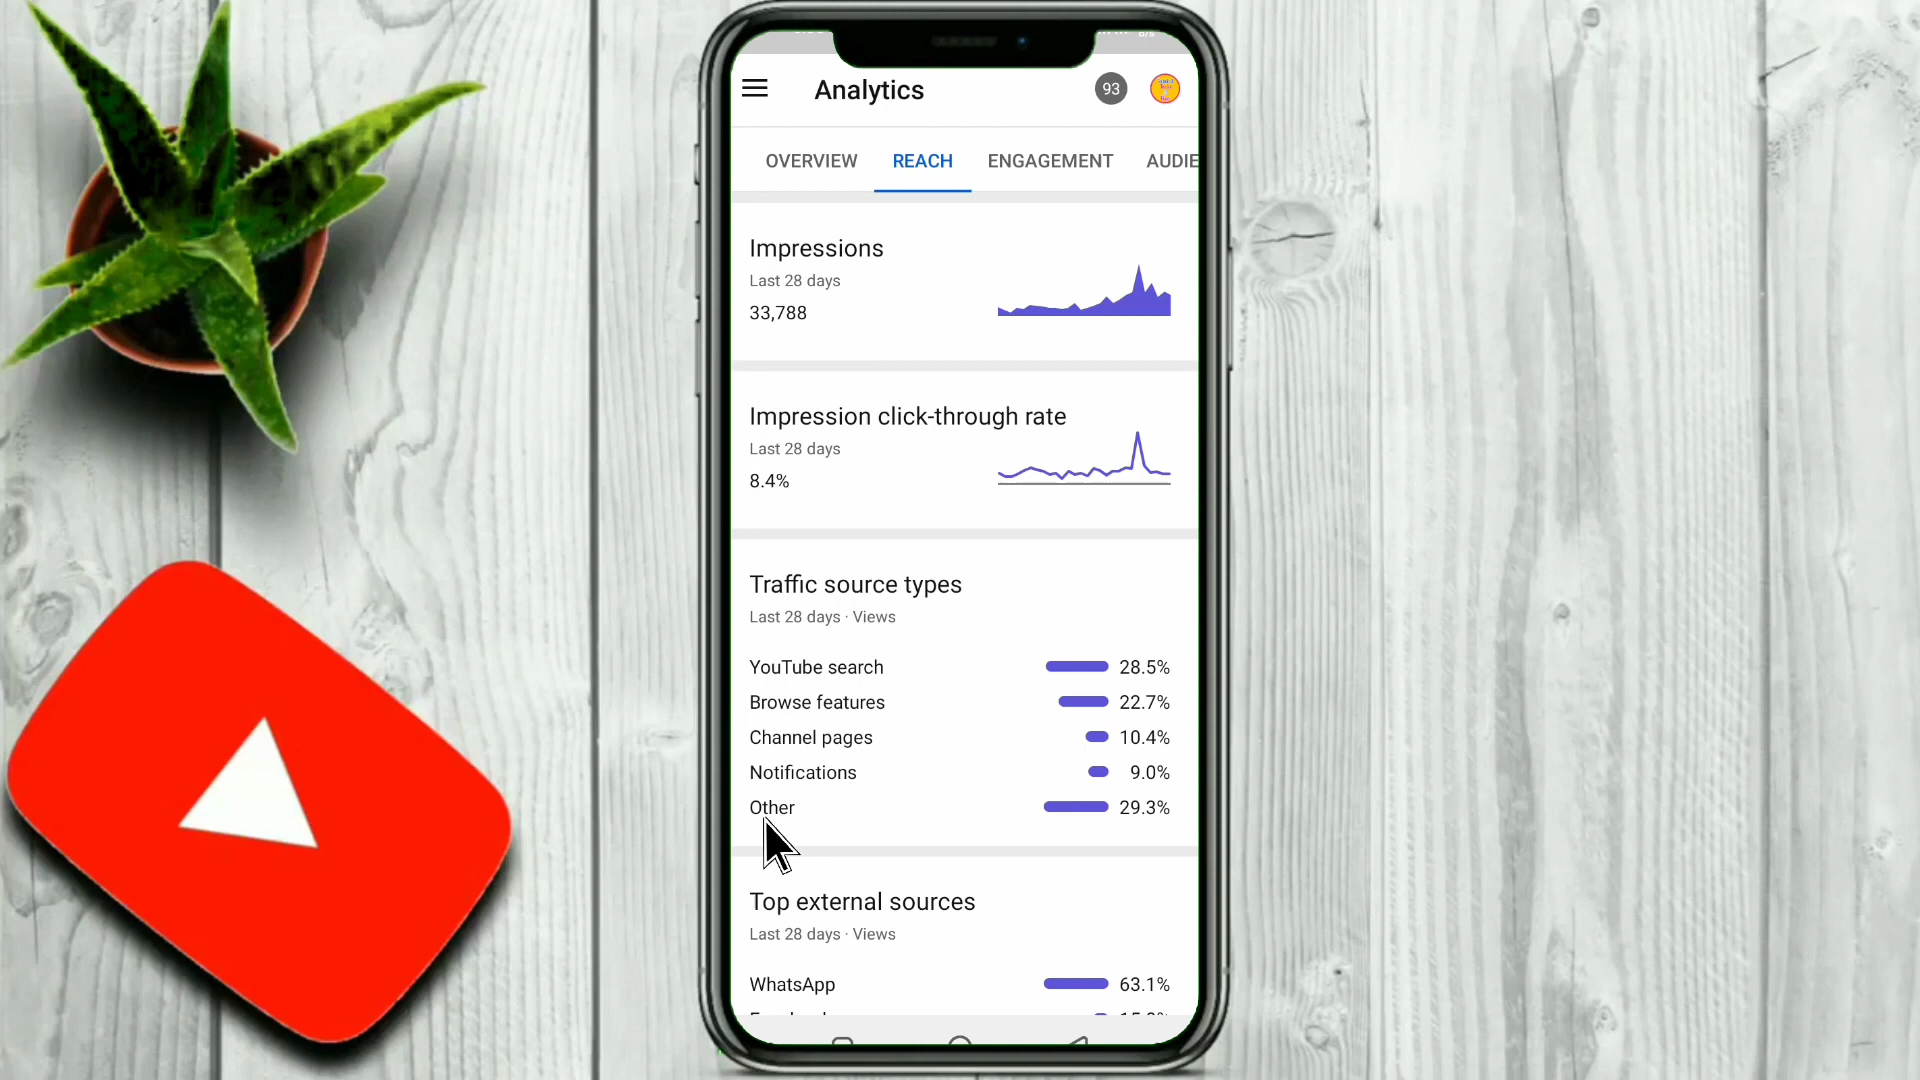 Analytics
93
OVERVIEW REACH ENGAGEMENT AUDIE
Impressions
Last 28 days
33,788
Impression click-through rate
Last 28 days
8.4%
Traffic source types
Last 28 days · Views
YouTube search 28.5%
Browse features 22.7%
Channel pages 10.4%
Notifications 9.0%
Other 29.3%
Top external sources
Last 28 days · Views
WhatsApp 63.1%